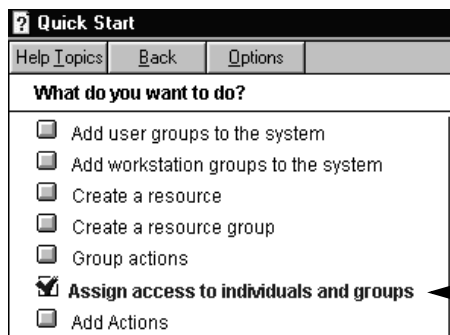 ? Quick Start
Help Topics Back Options
What do you want to do?
Add user groups to the system
Add workstation groups to the system
Create a resource
Create a resource group
Group actions
Assign access to individuals and groups
Add Actions